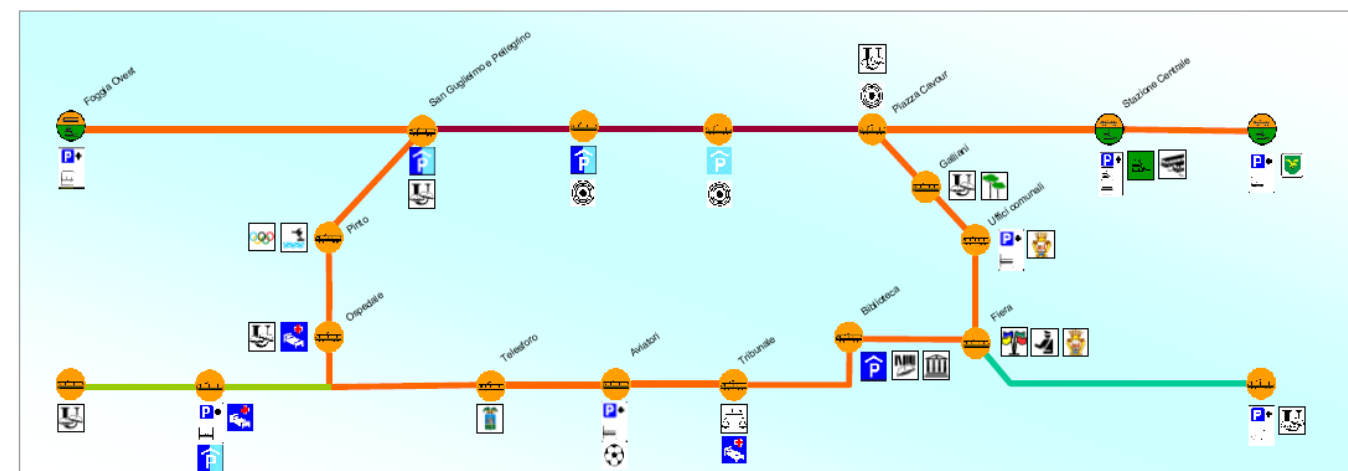 Foggia Ovest
San Guglielmo e Pellegrino
Piazza Cavour
Stazione Centrale
Galliani
Uffici comunali
Pinto
Ospedale
Telesforo
Aviatori
Tribunale
Biblioteca
Fiera